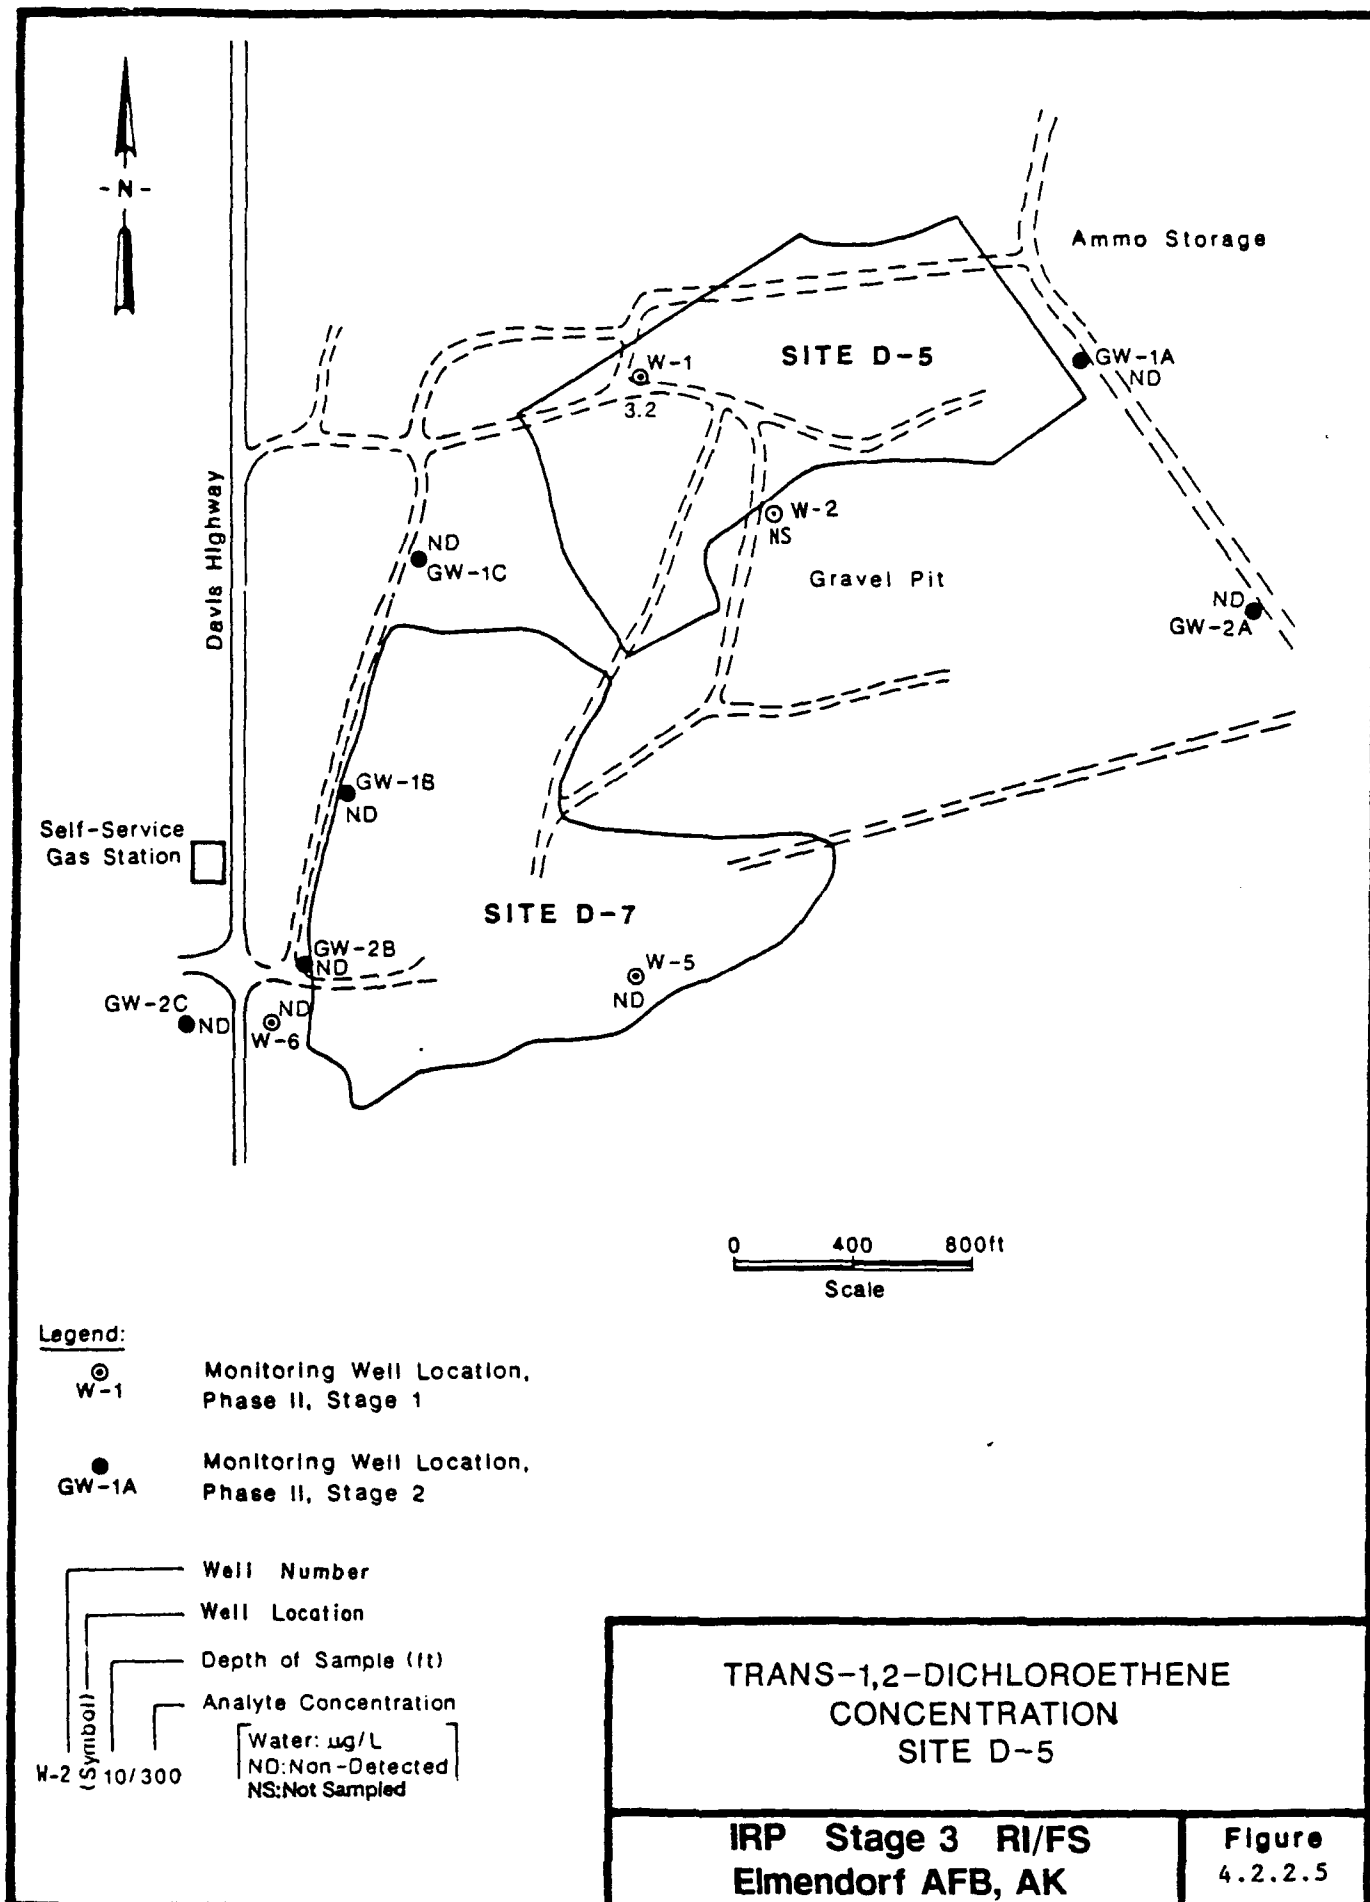 - N -
Ammo Storage
SITE D-5
W-1
3.2
GW-1A
ND
W-2
NS
Davis Highway
ND
GW-1C
Gravel Pit
ND
GW-2A
GW-1B
ND
Self-Service
Gas Station
SITE D-7
GW-2B
ND
W-5
ND
GW-2C
ND
ND
W-6
0 400 800ft
Scale
Legend:
W-1
Monitoring Well Location,
Phase II, Stage 1
GW-1A
Monitoring Well Location,
Phase II, Stage 2
Well Number
Well Location
Depth of Sample (ft)
Analyte Concentration
Water: ug/L
ND:Non-Detected
NS:Not Sampled
W-2 (Symbol) 10/300
TRANS-1,2-DICHLOROETHENE
CONCENTRATION
SITE D-5
IRP Stage 3 RI/FS
Elmendorf AFB, AK
Figure
4.2.2.5